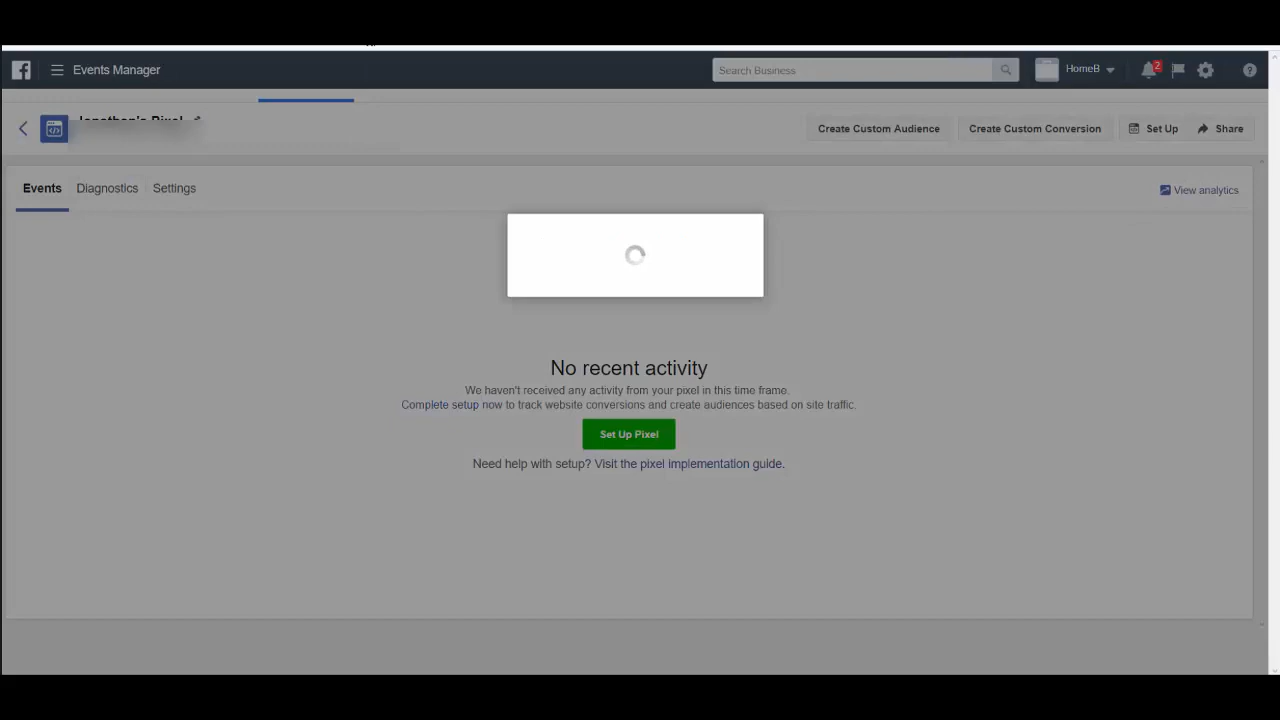 Events Manager
Search Business
HomeB
2
Jonathon's Pixel
Create Custom Audience
Create Custom Conversion
Set Up
Share
Events
Diagnostics
Settings
View analytics
No recent activity
We haven't received any activity from your pixel in this time frame.
Complete setup now to track website conversions and create audiences based on site traffic.
Set Up Pixel
Need help with setup? Visit the pixel implementation guide.